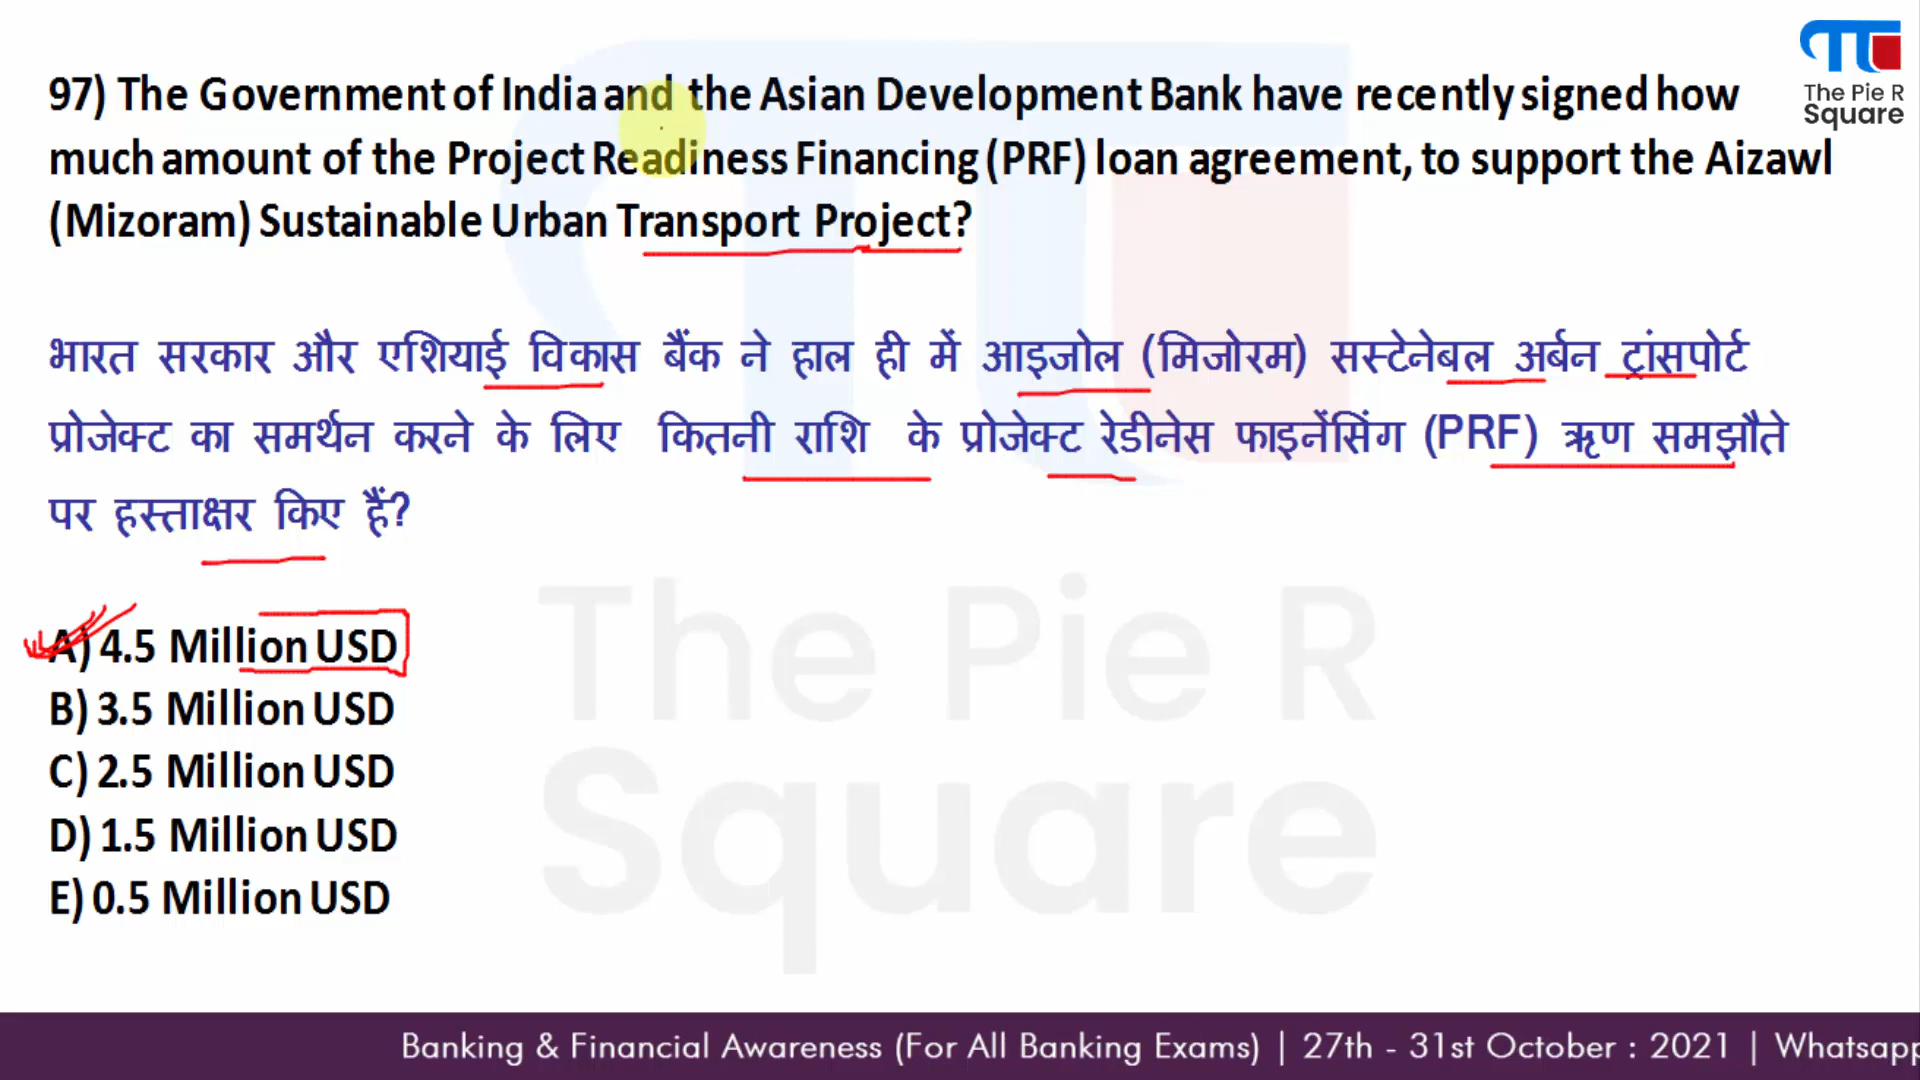 The Pie R
Square
97) The Government of India and the Asian Development Bank have recently signed how
much amount of the Project Readiness Financing (PRF) loan agreement, to support the Aizawl
(Mizoram) Sustainable Urban Transport Project?
भारत सरकार और एशियाई विकास बैंक ने हाल ही में आइजोल (मिजोरम) सस्टेनेबल अर्बन ट्रांसपोर्ट
प्रोजेक्ट का समर्थन करने के लिए कितनी राशि के प्रोजेक्ट रेडीनेस फाइनेंसिंग (PRF) ऋण समझौते
पर हस्ताक्षर किए हैं?
A) 4.5 Million USD
B) 3.5 Million USD
C) 2.5 Million USD
D) 1.5 Million USD
E) 0.5 Million USD
The Pie R
Square
Banking & Financial Awareness (For All Banking Exams) | 27th - 31st October : 2021 | Whatsapp